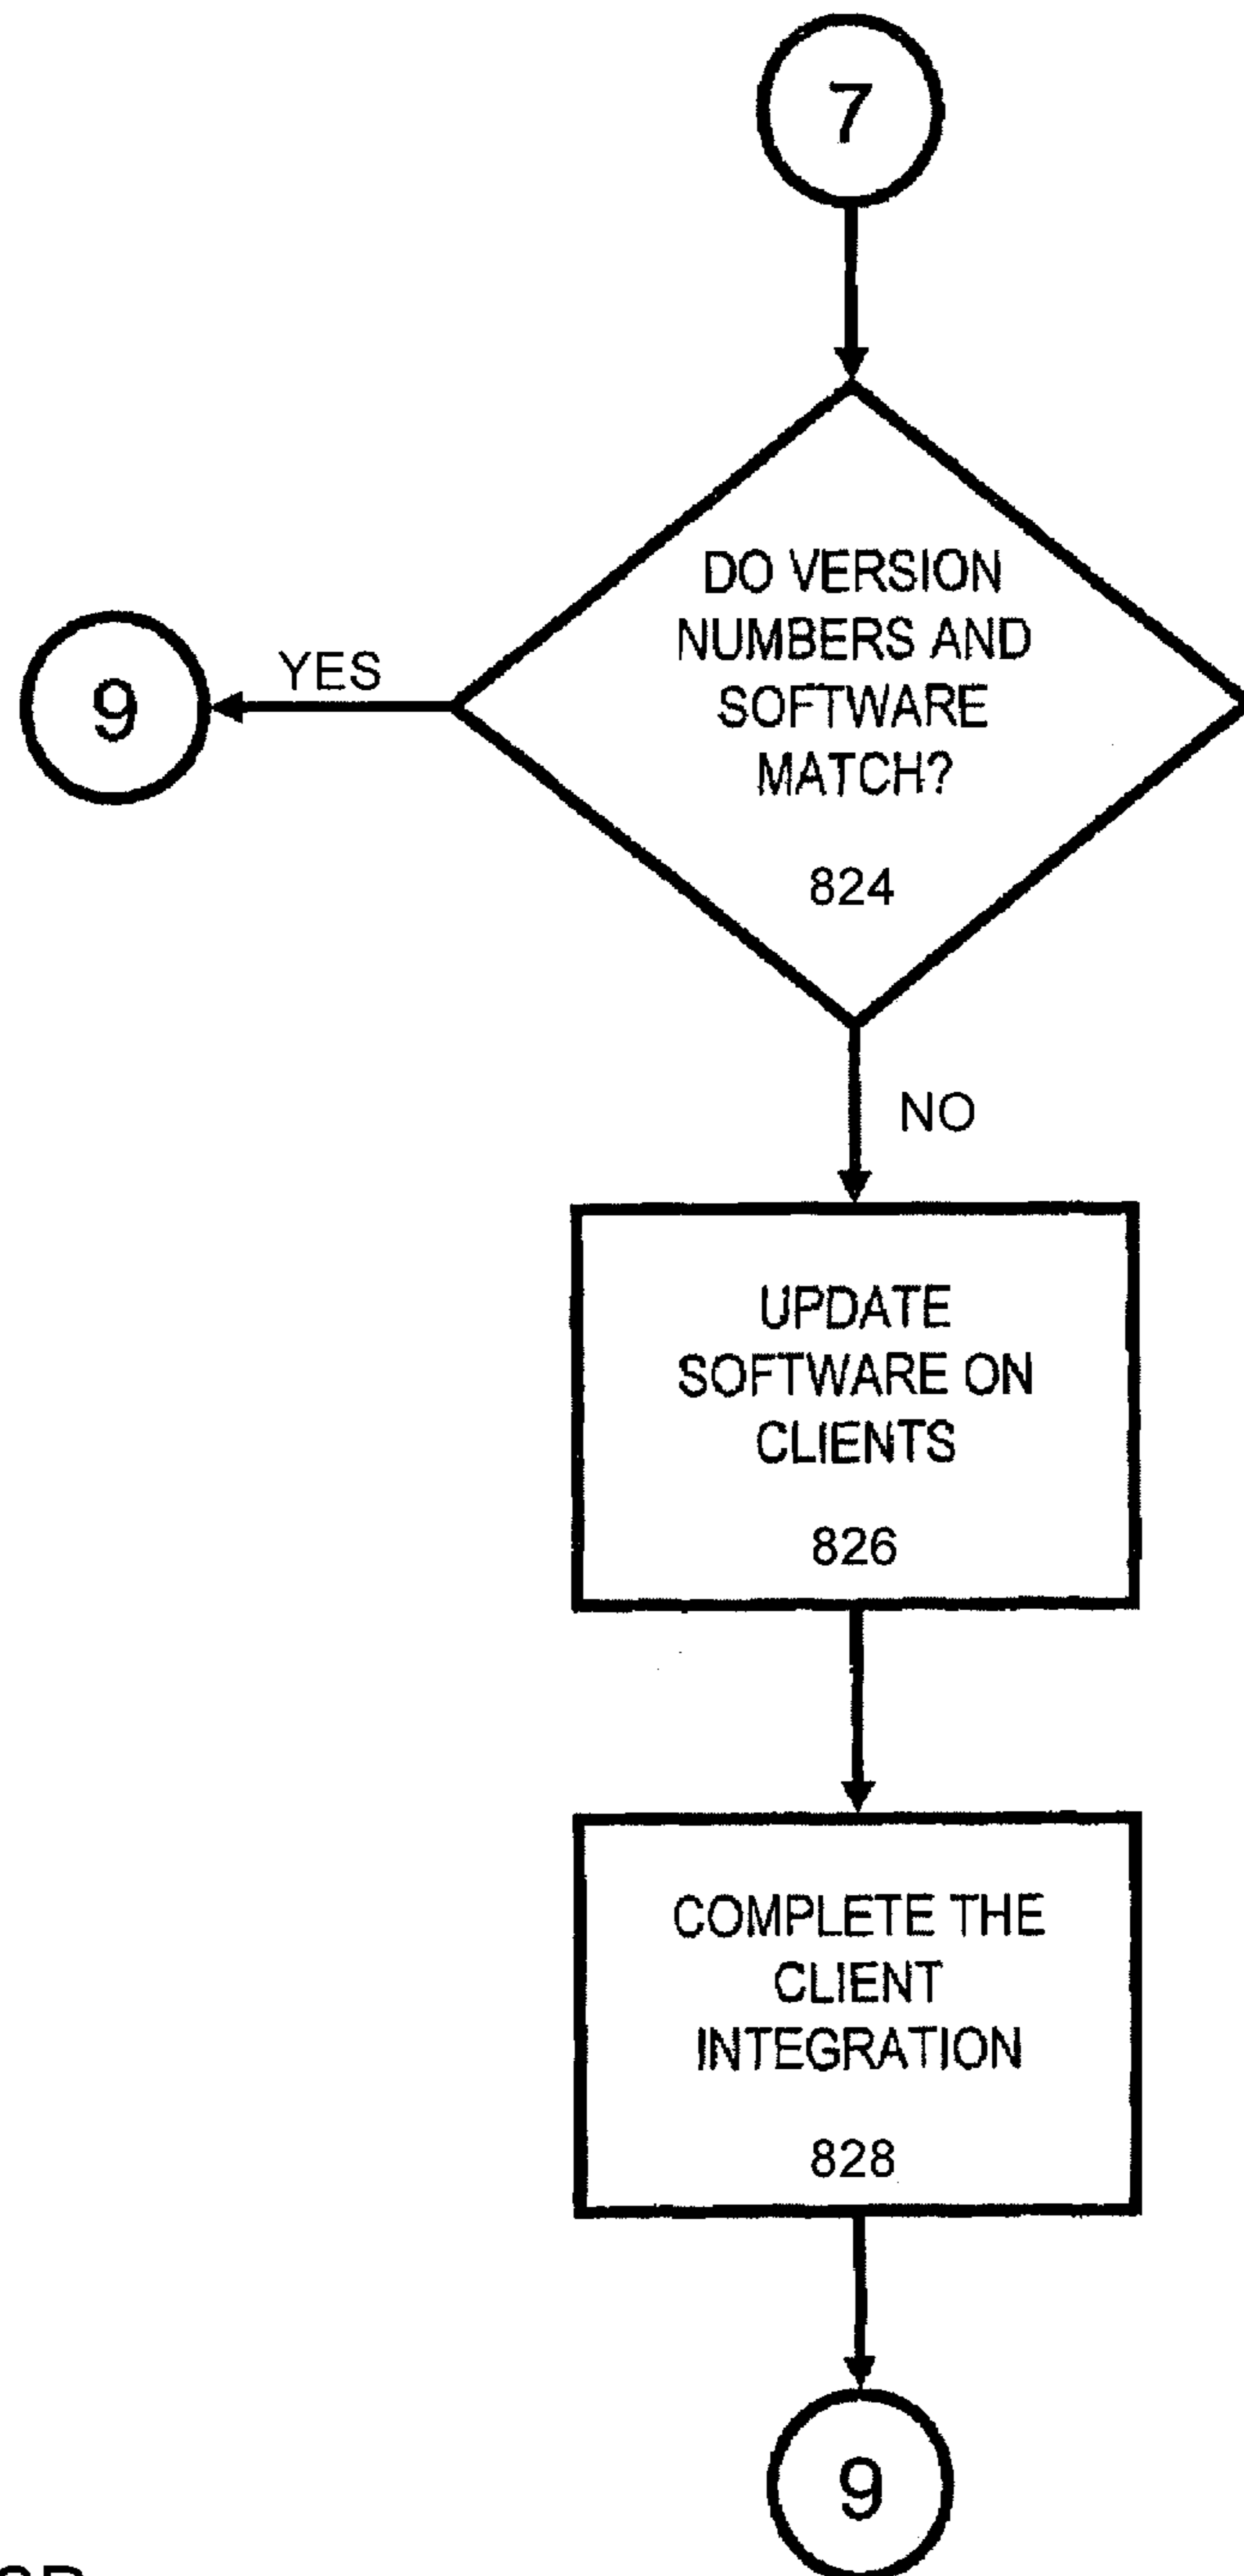 7
DO VERSION
NUMBERS AND
SOFTWARE
MATCH?
824
YES
9
NO
UPDATE
SOFTWARE ON
CLIENTS
826
COMPLETE THE
CLIENT
INTEGRATION
828
9